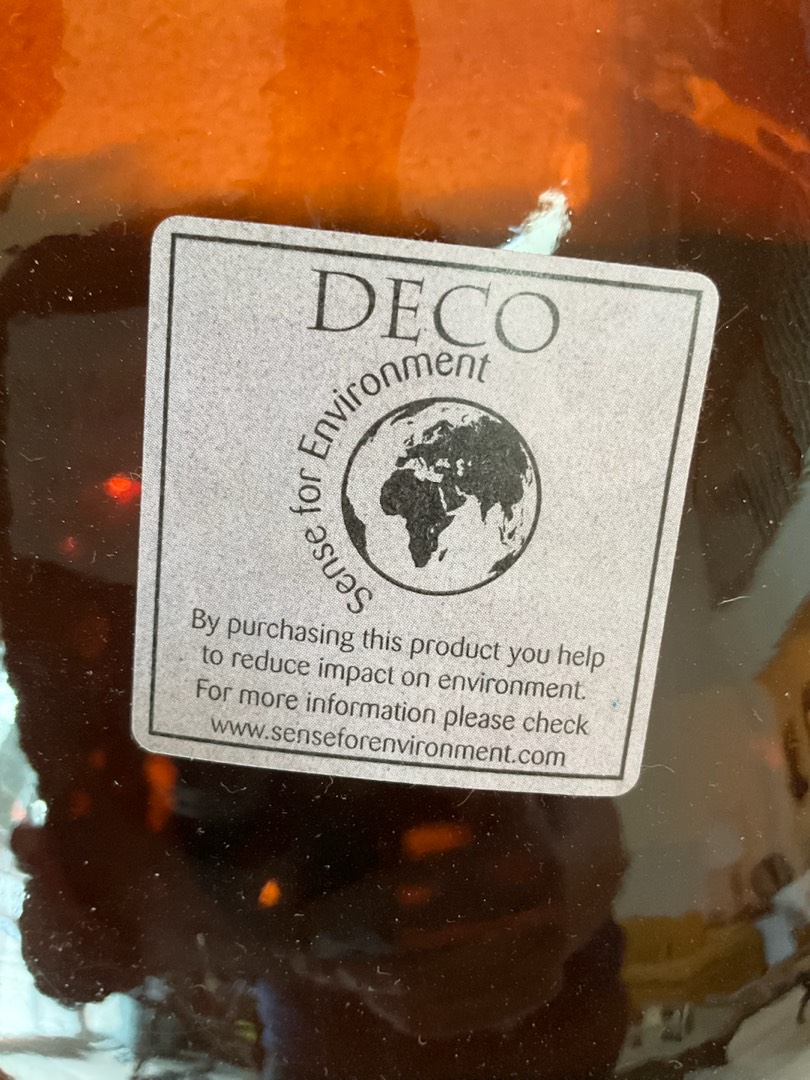 DECO
Sense for Environment
By purchasing this product you help
to reduce impact on environment.
For more information please check
www.senseforenvironment.com